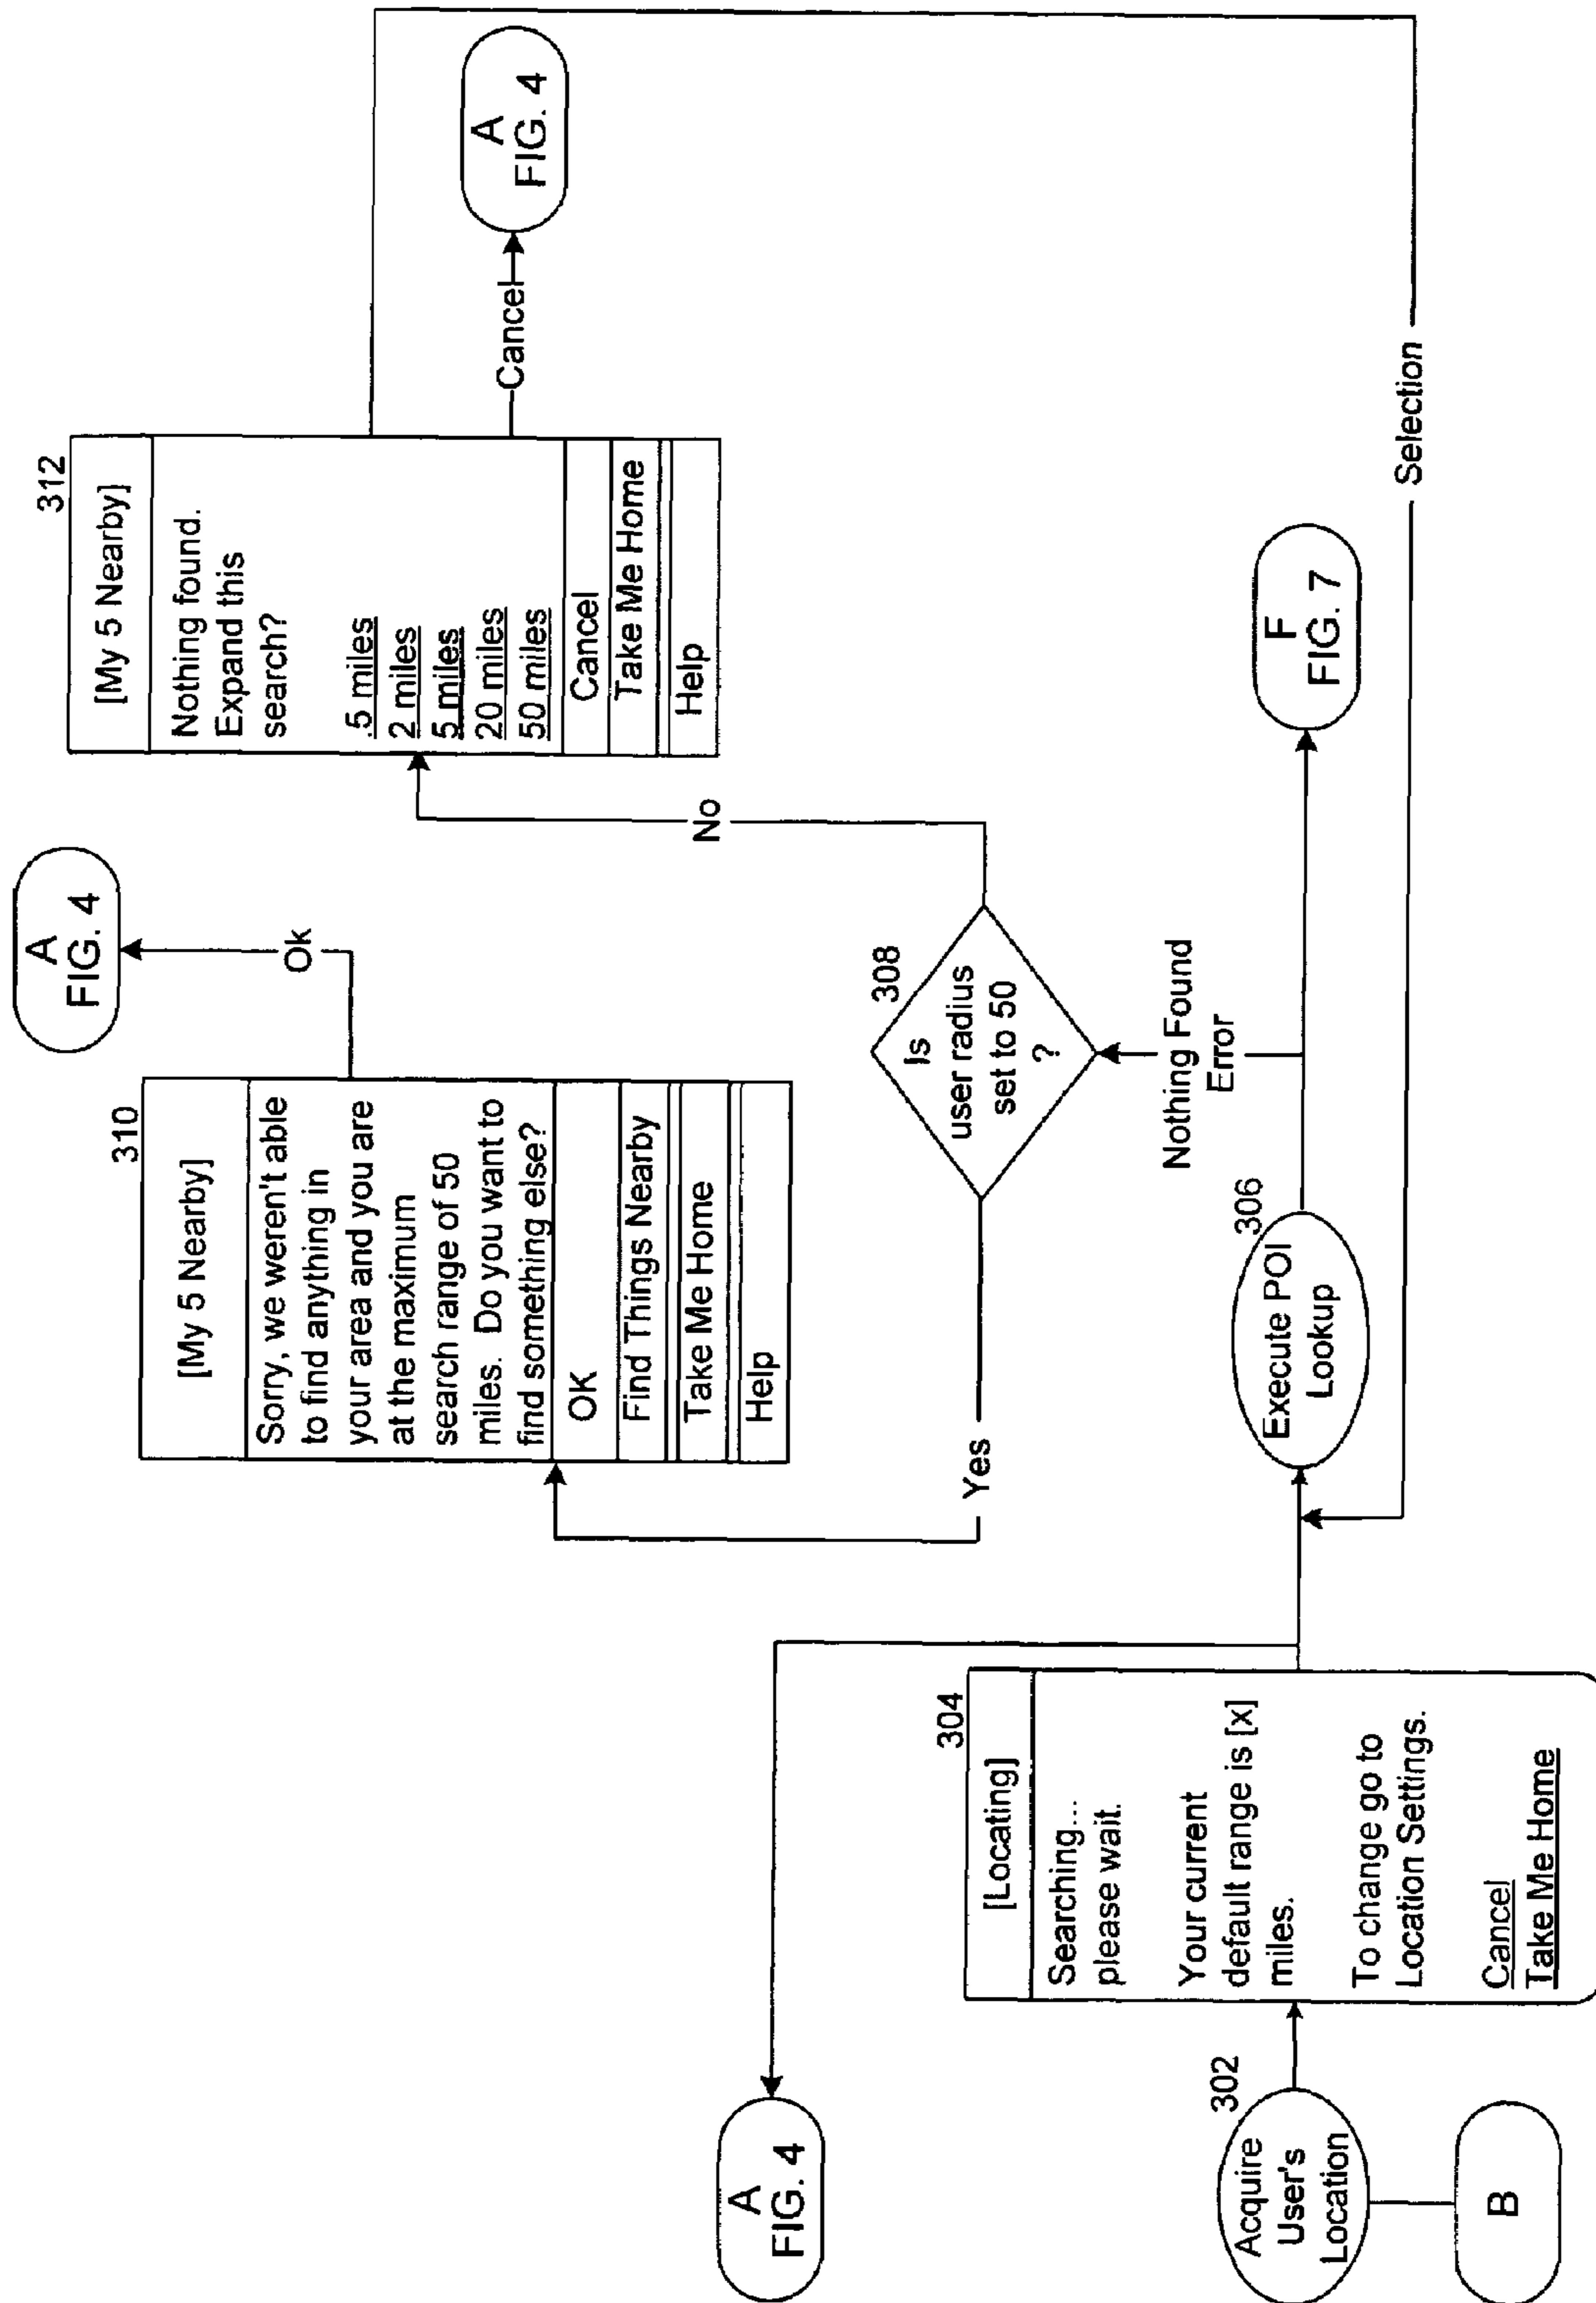 B
302
Acquire
User's
Location
304
[Locating]
Searching...
please wait.
Your current
default range is [x]
miles.
To change go to
Location Settings.
Cancel
Take Me Home
A
FIG. 4
306
Execute POI
Lookup
Nothing Found
Error
F
FIG. 7
308
Is
user radius
set to 50
?
Yes
No
310
[My 5 Nearby]
Sorry, we weren't able
to find anything in
your area and you are
at the maximum
search range of 50
miles. Do you want to
find something else?
OK
Find Things Nearby
Take Me Home
Help
Ok
A
FIG. 4
312
[My 5 Nearby]
Nothing found.
Expand this
search?
.5 miles
2 miles
5 miles
20 miles
50 miles
Cancel
Take Me Home
Help
Cancel
A
FIG. 4
Selection